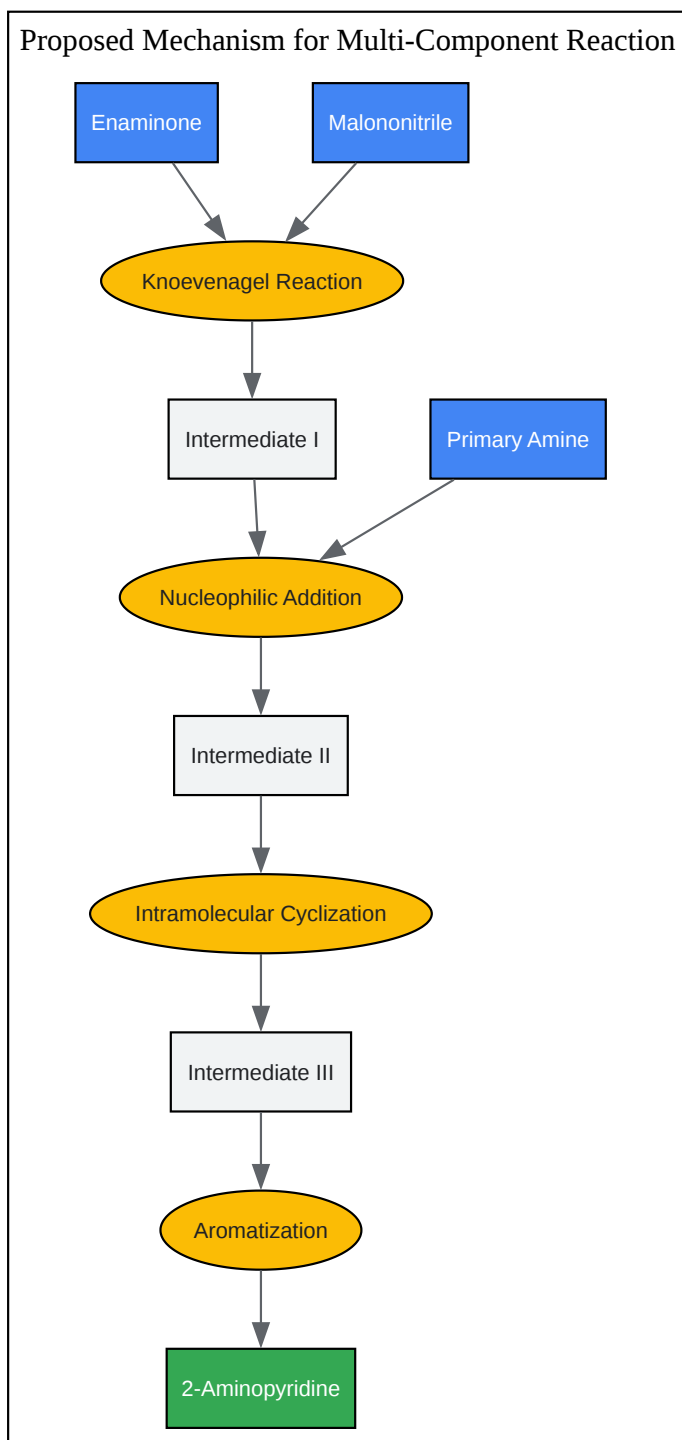 Proposed Mechanism for Multi-Component Reaction
Enaminone
Malononitrile
Knoevenagel Reaction
Intermediate I
Primary Amine
Nucleophilic Addition
Intermediate II
Intramolecular Cyclization
Intermediate III
Aromatization
2-Aminopyridine